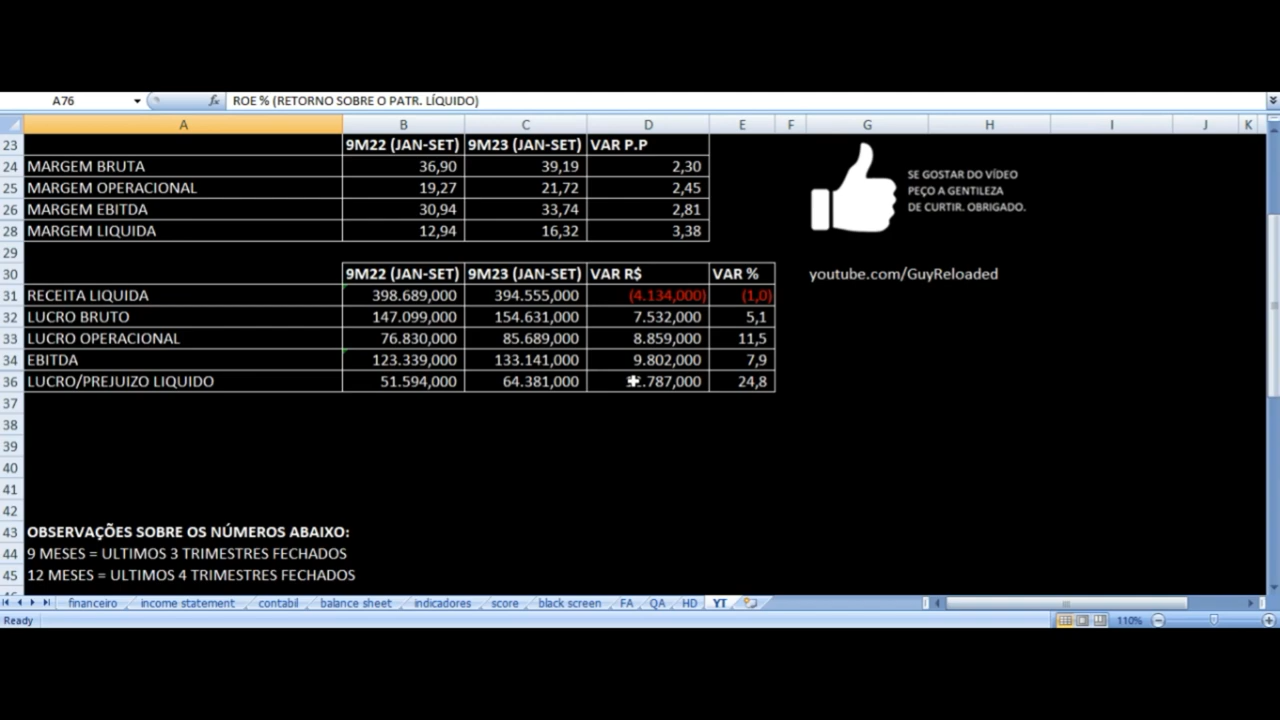 A76 fx ROE % (RETORNO SOBRE O PATR. LÍQUIDO)
A B C D E F G H I J K
23 9M22 (JAN-SET) 9M23 (JAN-SET) VAR P.P
24 MARGEM BRUTA 36,90 39,19 2,30
25 MARGEM OPERACIONAL 19,27 21,72 2,45
26 MARGEM EBITDA 30,94 33,74 2,81
28 MARGEM LIQUIDA 12,94 16,32 3,38
SE GOSTAR DO VÍDEO
PEÇO A GENTILEZA
DE CURTIR. OBRIGADO.
29
30 9M22 (JAN-SET) 9M23 (JAN-SET) VAR R$ VAR % youtube.com/GuyReloaded
31 RECEITA LIQUIDA 398.689,000 394.555,000 (4.134,000) (1,0)
32 LUCRO BRUTO 147.099,000 154.631,000 7.532,000 5,1
33 LUCRO OPERACIONAL 76.830,000 85.689,000 8.859,000 11,5
34 EBITDA 123.339,000 133.141,000 9.802,000 7,9
36 LUCRO/PREJUIZO LIQUIDO 51.594,000 64.381,000 .787,000 24,8
37
38
39
40
41
42
43 OBSERVAÇÕES SOBRE OS NÚMEROS ABAIXO:
44 9 MESES = ULTIMOS 3 TRIMESTRES FECHADOS
45 12 MESES = ULTIMOS 4 TRIMESTRES FECHADOS
financeiro income statement contabil balance sheet indicadores score black screen FA QA HD YT
Ready 110%